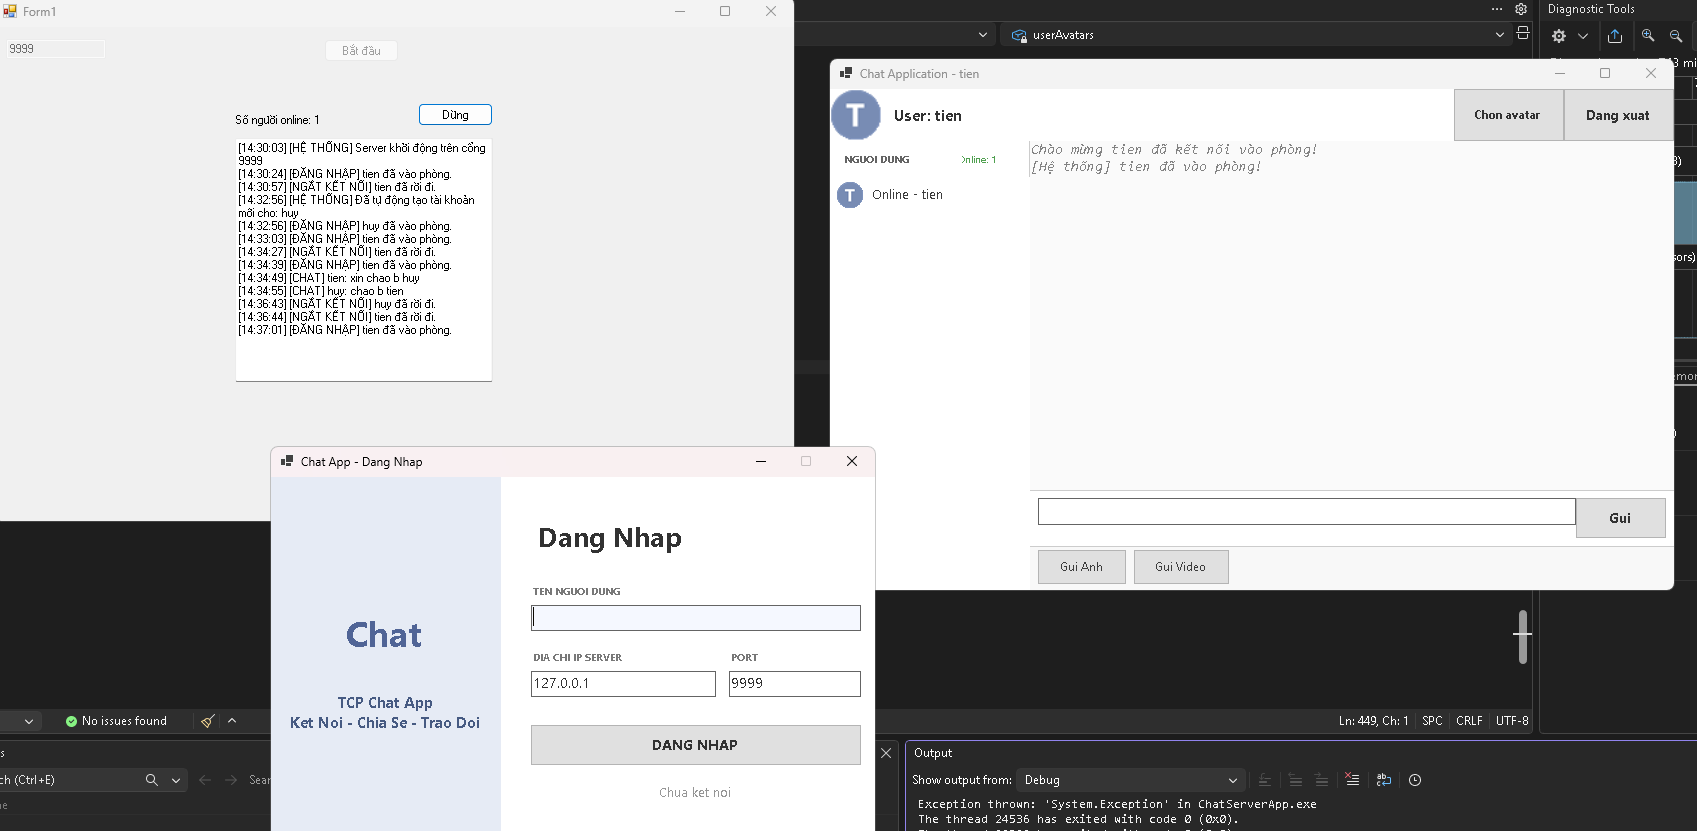 Form1
9999
Bắt đầu
Số người online: 1
Dừng
[14:30:03] [HỆ THỐNG] Server khởi động trên cổng
9999
[14:30:24] [ĐĂNG NHẬP] tien đã vào phòng.
[14:30:57] [NGẮT KẾT NỐI] tien đã rời đi.
[14:32:56] [HỆ THỐNG] Đã tự động tạo tài khoản
mới cho: huy
[14:32:56] [ĐĂNG NHẬP] huy đã vào phòng.
[14:33:03] [ĐĂNG NHẬP] tien đã vào phòng.
[14:34:27] [NGẮT KẾT NỐI] tien đã rời đi.
[14:34:39] [ĐĂNG NHẬP] tien đã vào phòng.
[14:34:49] [CHAT] tien: xin chao b huy
[14:34:55] [CHAT] huy: chao b tien
[14:36:43] [NGẮT KẾT NỐI] huy đã rời đi.
[14:36:44] [NGẮT KẾT NỐI] tien đã rời đi.
[14:37:01] [ĐĂNG NHẬP] tien đã vào phòng.
userAvatars
Diagnostic Tools
Chat Application - tien
T
User: tien
Chon avatar
Dang xuat
NGUOI DUNG
Online: 1
T
Online - tien
Chào mừng tien đã kết nối vào phòng!
[Hệ thống] tien đã vào phòng!
Gui
Gui Anh
Gui Video
Chat App - Dang Nhap
Chat
TCP Chat App
Ket Noi - Chia Se - Trao Doi
Dang Nhap
TEN NGUOI DUNG
DIA CHI IP SERVER
PORT
127.0.0.1
9999
DANG NHAP
Chua ket noi
No issues found
Ln: 449, Ch: 1
SPC
CRLF
UTF-8
(Ctrl+E)
Output
Show output from:
Debug
Exception thrown: 'System.Exception' in ChatServerApp.exe
The thread 24536 has exited with code 0 (0x0).